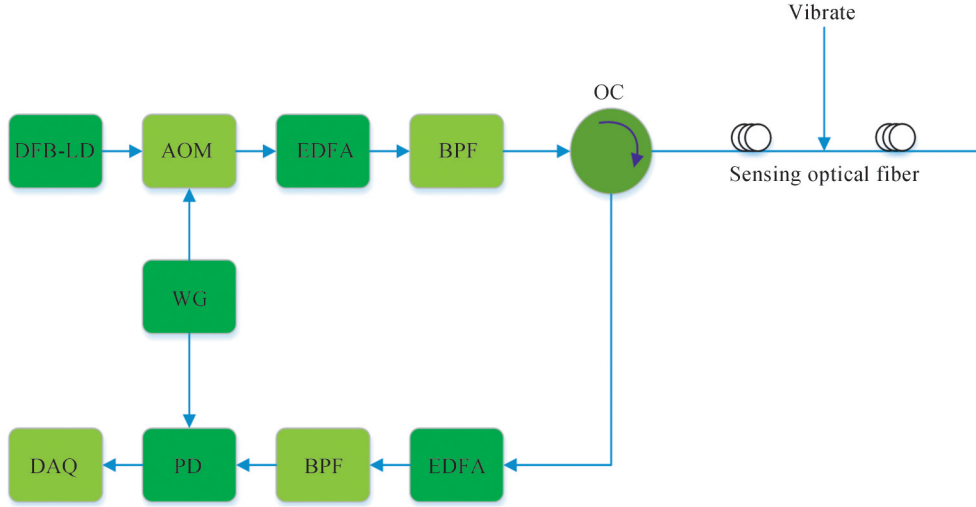 Vibrate
OC
DFB-LD
AOM
EDFA
BPF
Sensing optical fiber
WG
DAQ
PD
BPF
EDFA